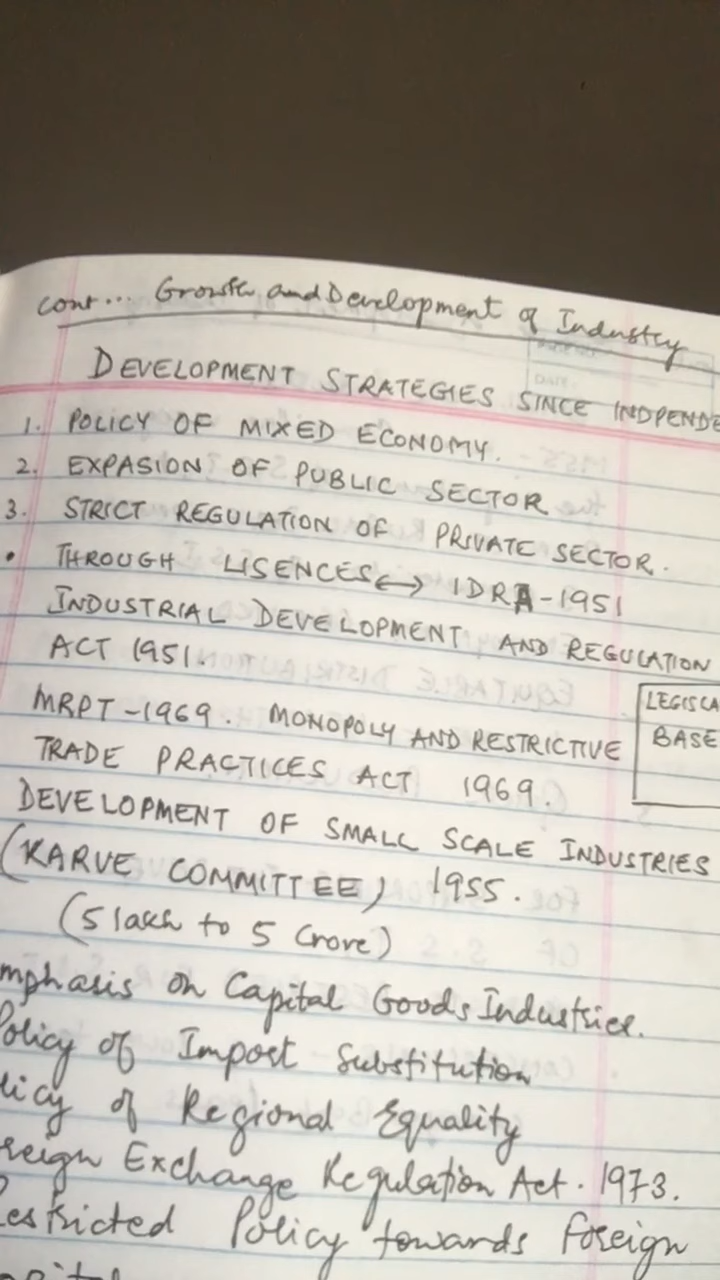 cont... Growth and Development of Industry
DEVELOPMENT STRATEGIES SINCE INDPENDE
1. POLICY OF MIXED ECONOMY.
2. EXPASION OF PUBLIC SECTOR
3. STRICT REGULATION OF PRIVATE SECTOR.
• THROUGH LISENCES ↔ IDRA-1951
INDUSTRIAL DEVELOPMENT AND REGULATION
ACT 1951.
LEGISLA
MRPT-1969. MONOPOLY AND RESTRICTIVE
BASE
TRADE PRACTICES ACT 1969.
DEVELOPMENT OF SMALL SCALE INDUSTRIES
(KARVE COMMITTEE) 1955.
(5 lakh to 5 Crore)
mphasis on Capital Goods Industries.
Policy of Import Substitution
licy of Regional Equality
reign Exchange Regulation Act. 1973.
Restricted Policy towards foreign